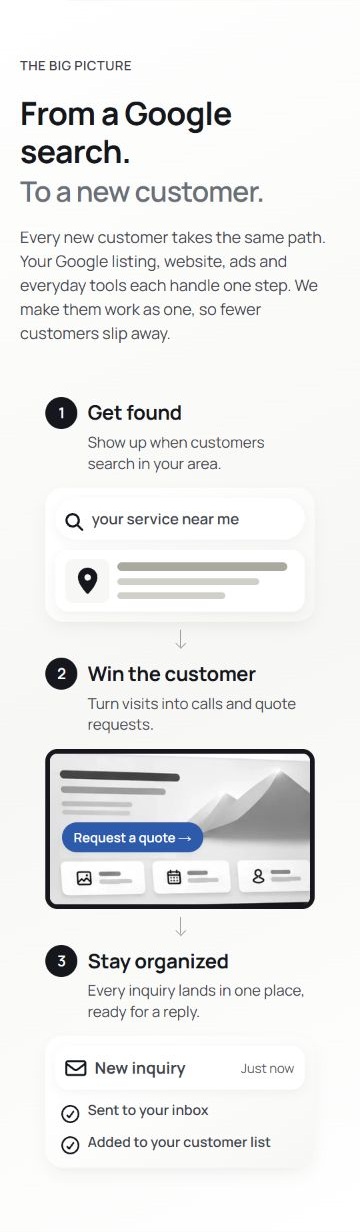 THE BIG PICTURE
From a Google
search.
To a new customer.
Every new customer takes the same path.
Your Google listing, website, ads and
everyday tools each handle one step. We
make them work as one, so fewer
customers slip away.
1 Get found
Show up when customers
search in your area.
your service near me
2 Win the customer
Turn visits into calls and quote
requests.
Request a quote →
3 Stay organized
Every inquiry lands in one place,
ready for a reply.
New inquiry Just now
Sent to your inbox
Added to your customer list